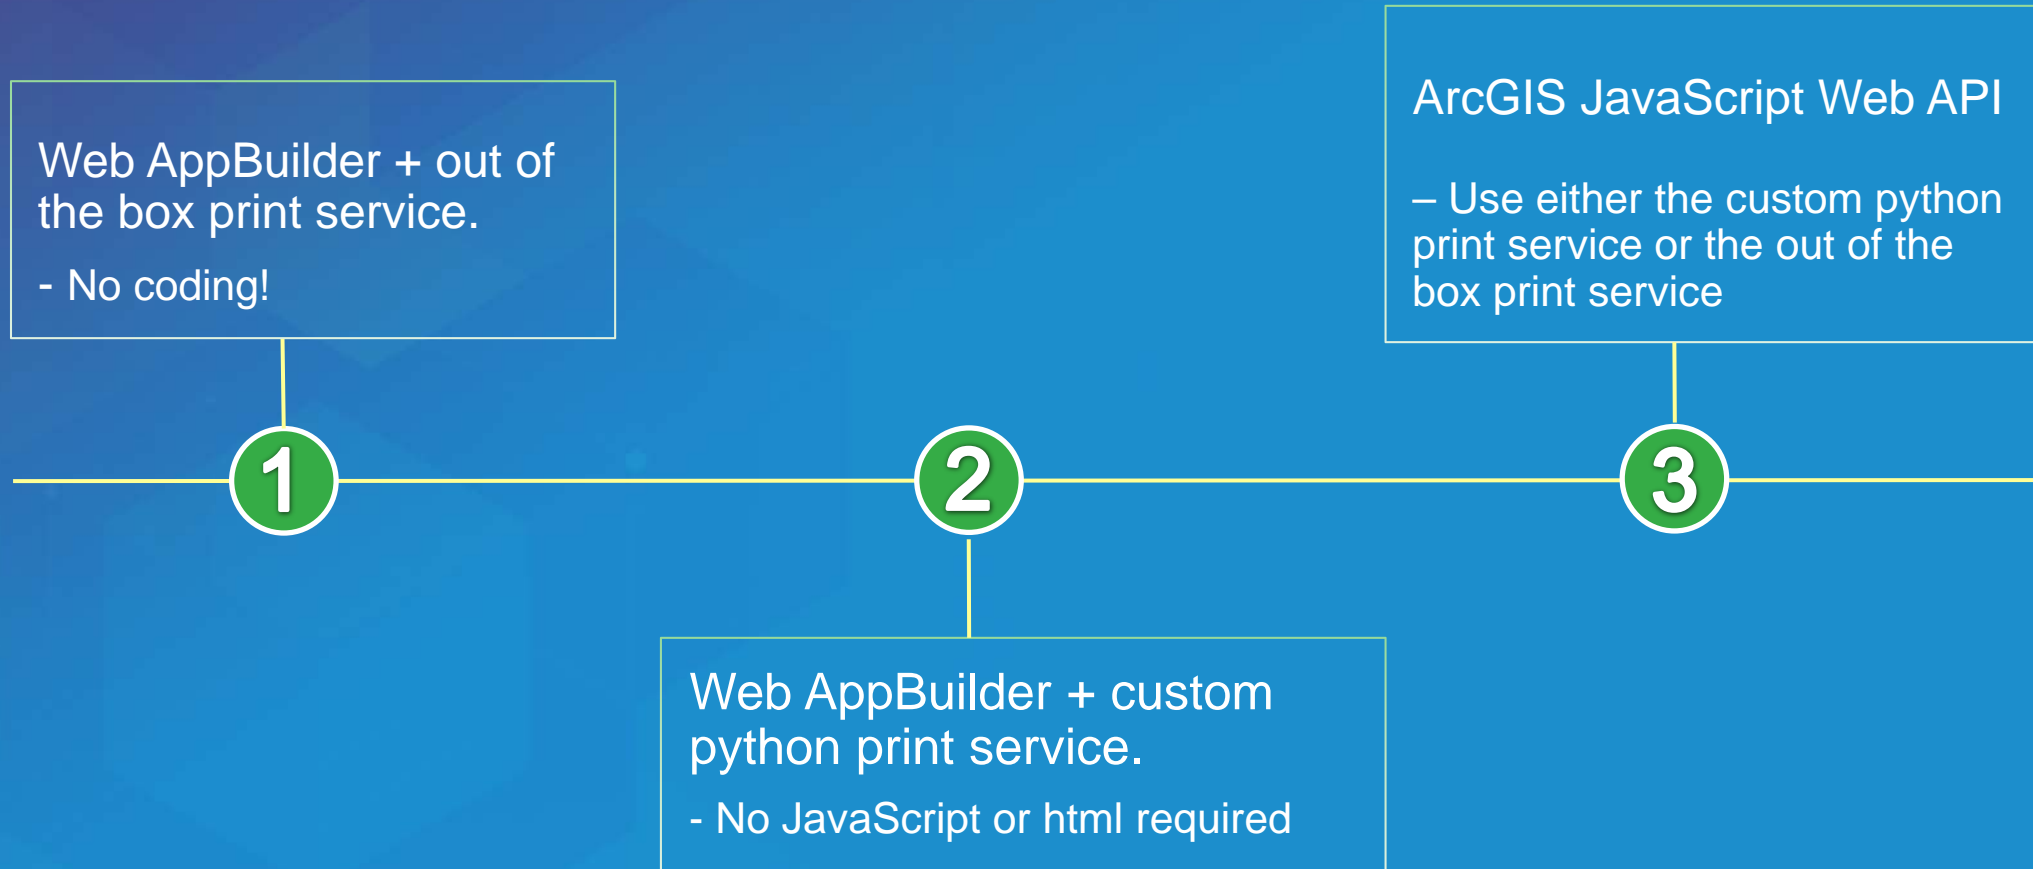 Web AppBuilder + out of
the box print service.
- No coding!
1
2
Web AppBuilder + custom
python print service.
- No JavaScript or html required
ArcGIS JavaScript Web API
– Use either the custom python
print service or the out of the
box print service
3